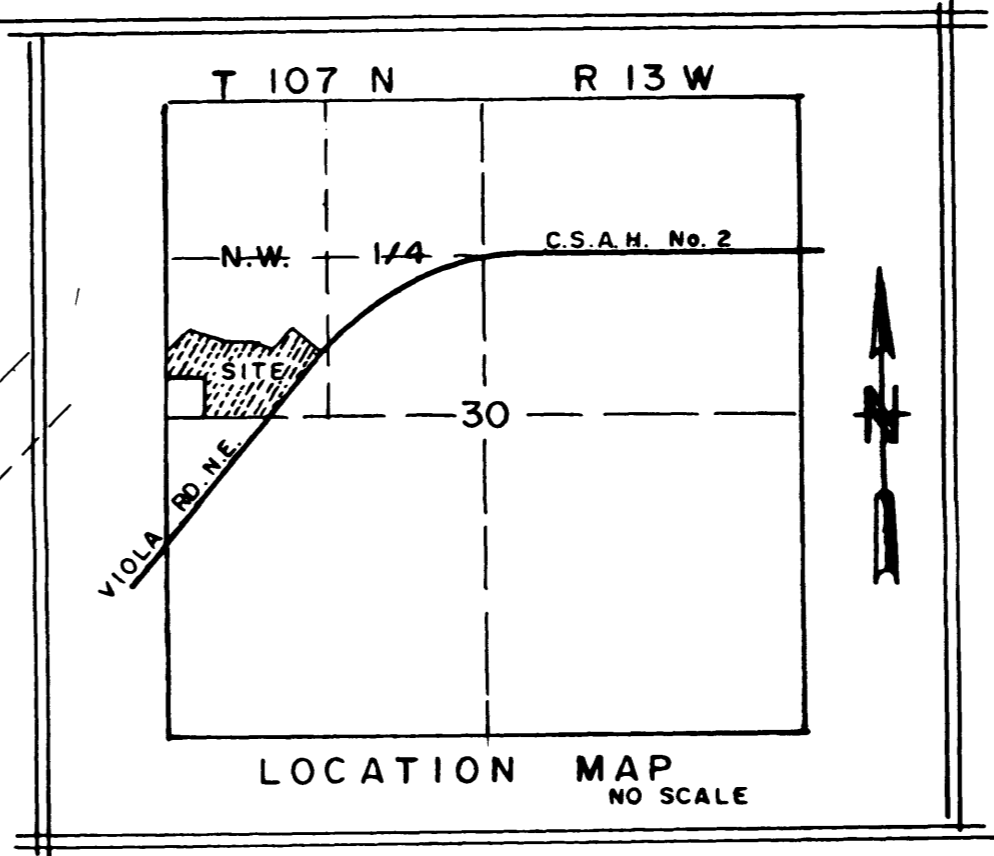 T 107 N R 13 W
C.S.A.H. No. 2
N.W. 1/4
SITE
30
N
VIOLA RD. N.E.
LOCATION MAP
NO SCALE